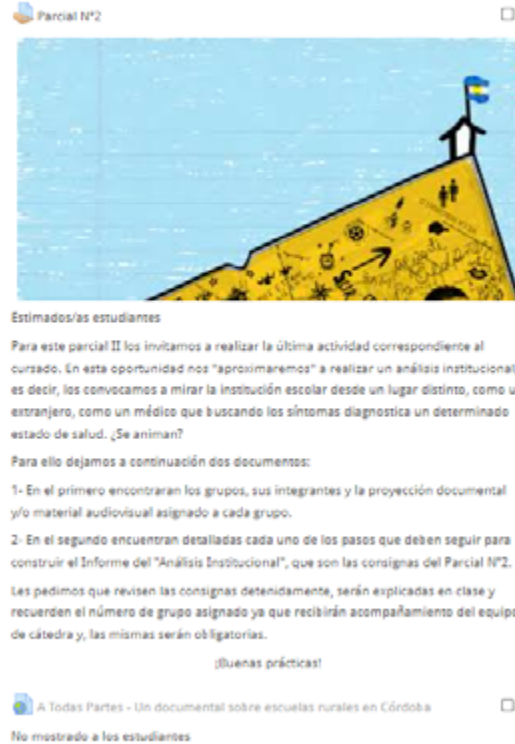 Parcial N°2
Estimados/as estudiantes
Para este parcial II los invitamos a realizar la última actividad correspondiente al
cursado. En esta oportunidad nos "aproximaremos" a realizar un análisis institucional,
es decir, los convocamos a mirar la institución escolar desde un lugar distinto, como u
extranjero, como un médico que buscando los síntomas diagnostica un determinado
estado de salud. ¿Se animan?
Para ello dejamos a continuación dos documentos:
1- En el primero encontraran los grupos, sus integrantes y la proyección documental
y/o material audiovisual asignado a cada grupo.
2- En el segundo encuentran detalladas cada uno de los pasos que deben seguir para
construir el Informe del "Análisis Institucional", que son las consignas del Parcial N°2.
Les pedimos que revisen las consignas detenidamente, serán explicadas en clase y
recuerden el número de grupo asignado ya que recibirán acompañamiento del equipo
de cátedra y, las mismas serán obligatorias.
¡Buenas prácticas!
A Todas Partes - Un documental sobre escuelas rurales en Córdoba
No mostrado a los estudiantes